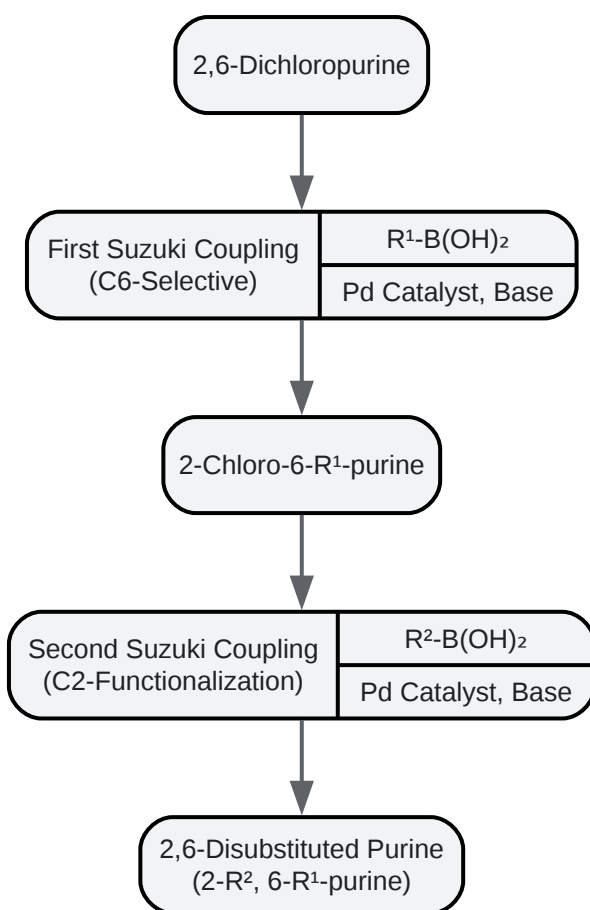 2,6-Dichloropurine
First Suzuki Coupling
(C6-Selective)
R¹-B(OH)₂
Pd Catalyst, Base
2-Chloro-6-R¹-purine
Second Suzuki Coupling
(C2-Functionalization)
R²-B(OH)₂
Pd Catalyst, Base
2,6-Disubstituted Purine
(2-R², 6-R¹-purine)